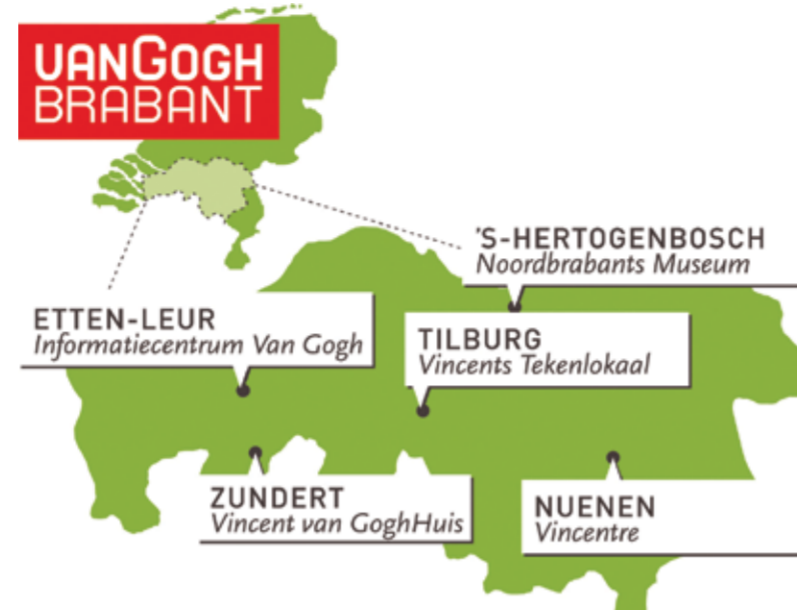 VANGOGH
BRABANT
'S-HERTOGENBOSCH
Noordbrabants Museum
ETTEN-LEUR
Informatiecentrum Van Gogh
TILBURG
Vincents Tekenlokaal
ZUNDERT
Vincent van GoghHuis
NUENEN
Vincentre